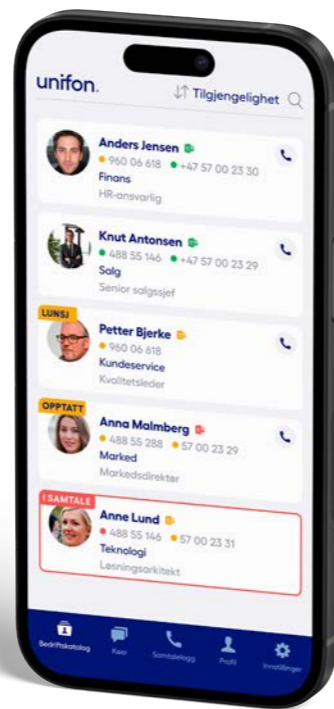 unifon.
Tilgjengelighet
Anders Jensen
960 06 618 +47 57 00 23 30
Finans
HR-ansvarlig
Knut Antonsen
488 55 146 +47 57 00 23 29
Salg
Senior salgssjef
LUNSJ
Petter Bjerke
960 06 618
Kundeservice
Kvalitetsleder
OPPTATT
Anna Malmberg
488 55 288 57 00 23 29
Marked
Markedsdirektør
I SAMTALE
Anne Lund
488 55 146 57 00 23 31
Teknologi
Løsningsarkitekt
Bedriftskatalog Køer Samtalelogg Profil Innstillinger